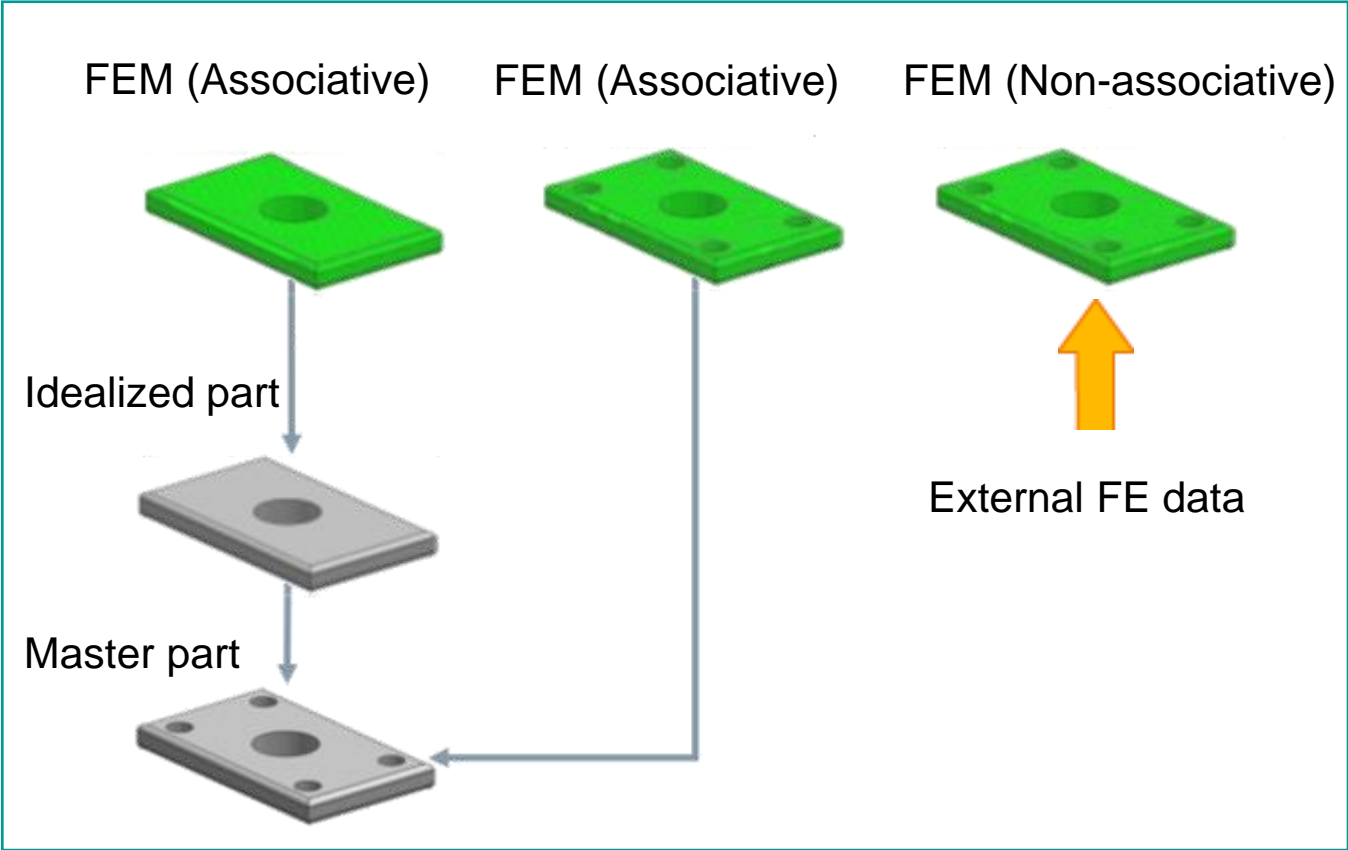 FEM (Associative)
FEM (Associative)
FEM (Non-associative)
Idealized part
External FE data
Master part